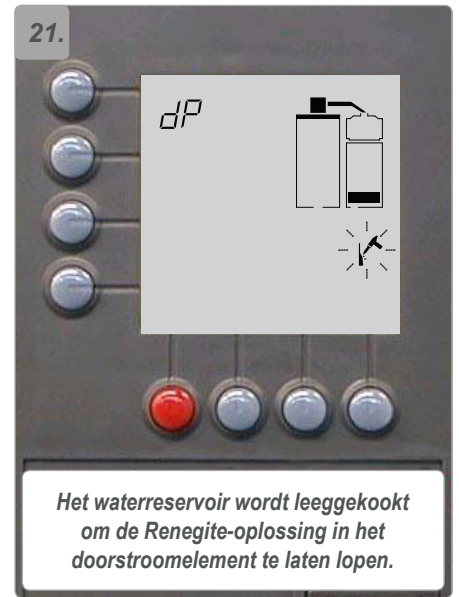 21.
dP
Het waterreservoir wordt leeggekookt
om de Renegite-oplossing in het
doorstroomelement te laten lopen.